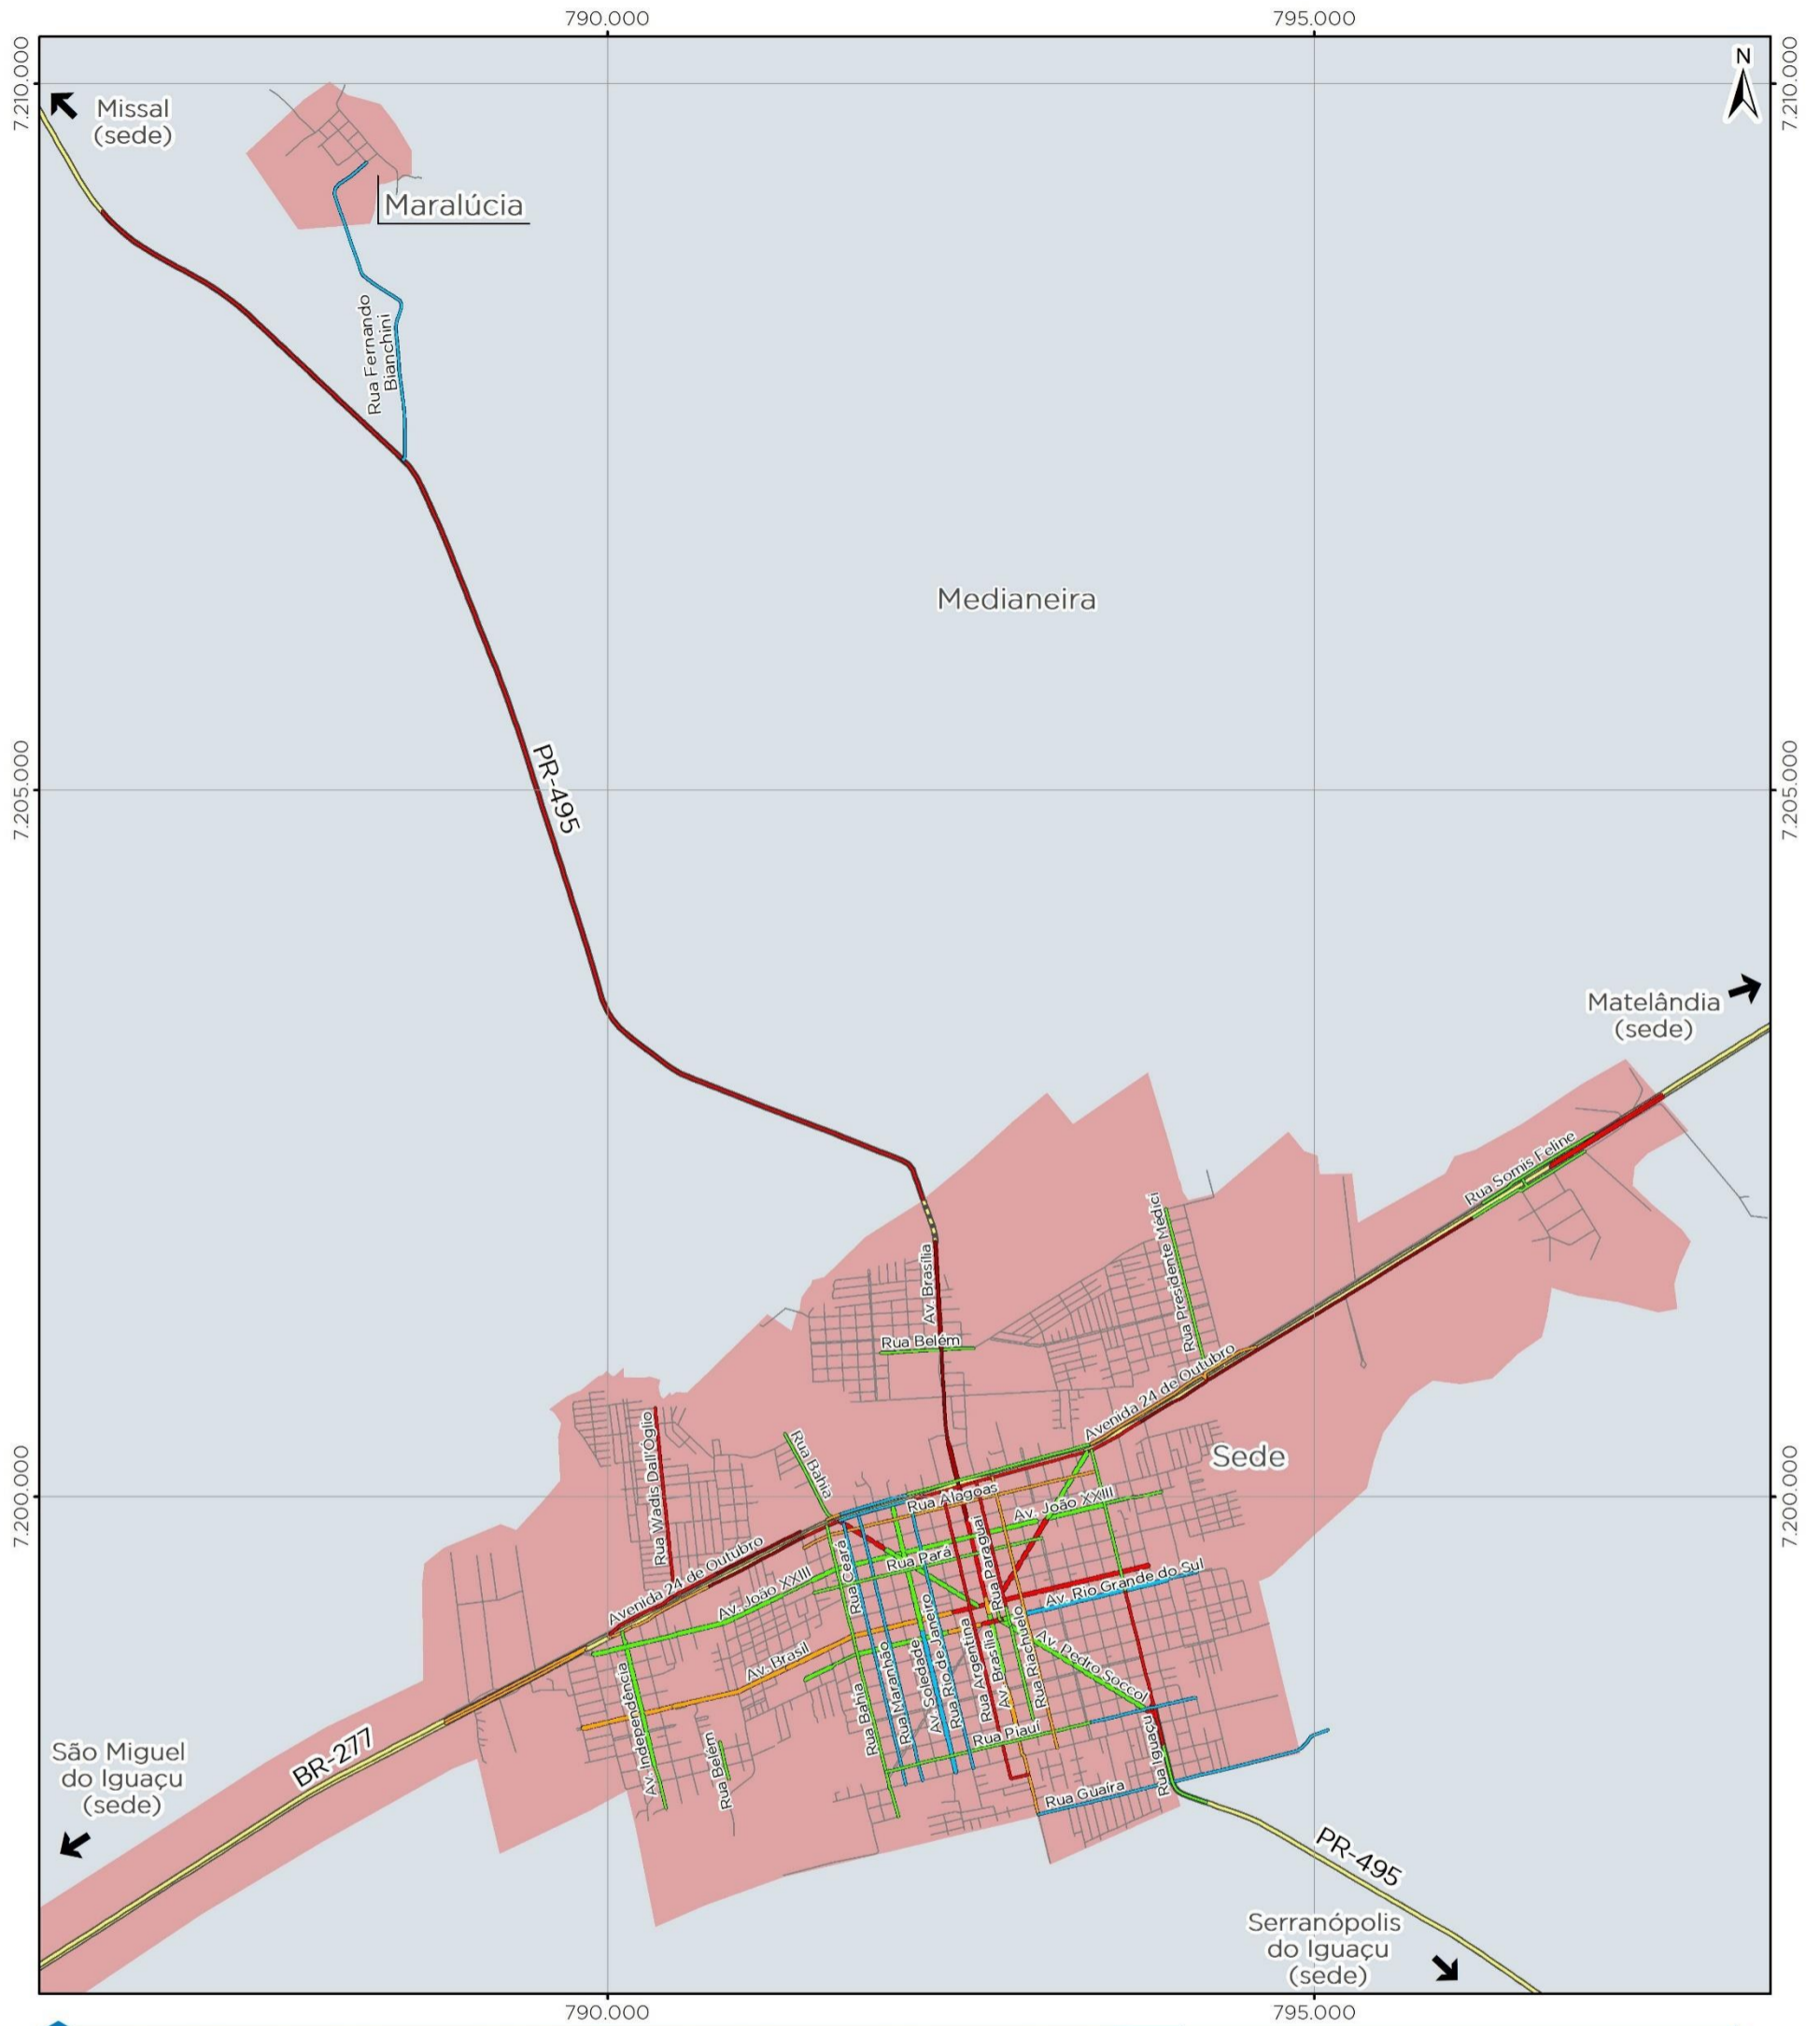 790.000
795.000
7.210.000
7.210.000
N
Missal
(sede)
Maralúcia
Rua Fernando
Bianchini
Medianeira
PR-495
7.205.000
7.205.000
Matelândia
(sede)
Rua Somis Feline
Rua Presidente Médici
Av. Brasília
Rua Belém
Avenida 24 de Outubro
Sede
Rua Wadis Dall'Óglio
Rua Bahia
7.200.000
7.200.000
Rua Alagoas
Av. João XXIII
Rua Paraguai
Rua Pará
Rua Ceará
Avenida 24 de Outubro
Av. João XXIII
Av. Rio Grande do Sul
Av. Brasil
Av. Pedro Soccol
Av. Independência
Rua Belém
Rua Bahia
Rua Maranhão
Av. Soledade
Rua Rio de Janeiro
Rua Argentina
Av. Brasília
Rua Riachuelo
Rua Piauí
Rua Iguaçu
Rua Guaíra
BR-277
São Miguel
do Iguaçu
(sede)
PR-495
Serranópolis
do Iguaçu
(sede)
790.000
795.000